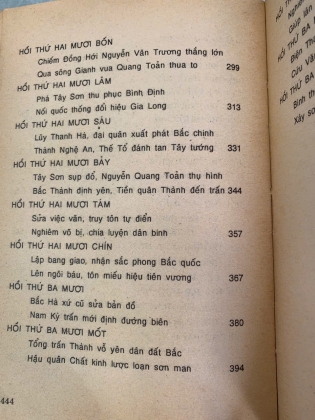 HỒI THỨ HAI MƯƠI BỐN
Chiếm Đồng Hới Nguyễn Văn Trương thắng lớn
Qua sông Gianh vua Quang Toản thua to 299
HỒI THỨ HAI MƯƠI LĂM
Phá Tây Sơn thu phục Bình Định
Nối quốc thống đổi hiệu Gia Long 313
HỒI THỨ HAI MƯƠI SÁU
Lũy Thanh Hà, đại quân xuất phát Bắc chinh
Thành Nghệ An, Thế Tổ đánh tan Tây tướng 331
HỒI THỨ HAI MƯƠI BẢY
Tây Sơn sụp đổ, Nguyễn Quang Toản thụ hình
Bắc Thành định yên, Tiền quân Thành đến trấn 344
HỒI THỨ HAI MƯƠI TÁM
Sửa việc văn, truy tôn tự điển
Nghiêm võ bị, chia luyện dân binh 357
HỒI THỨ HAI MƯƠI CHÍN
Lập bang giao, nhận sắc phong Bắc quốc
Lên ngôi báu, tôn miếu hiệu tiên vương 367
HỒI THỨ BA MƯƠI
Bắc Hà xứ cũ sửa bản đồ
Nam Kỳ trấn mới định đường biên 380
HỒI THỨ BA MƯƠI MỐT
Tổng trấn Thành vỗ yên dân đất Bắc
Hậu quân Chất kinh lược loạn sơn man 394
444